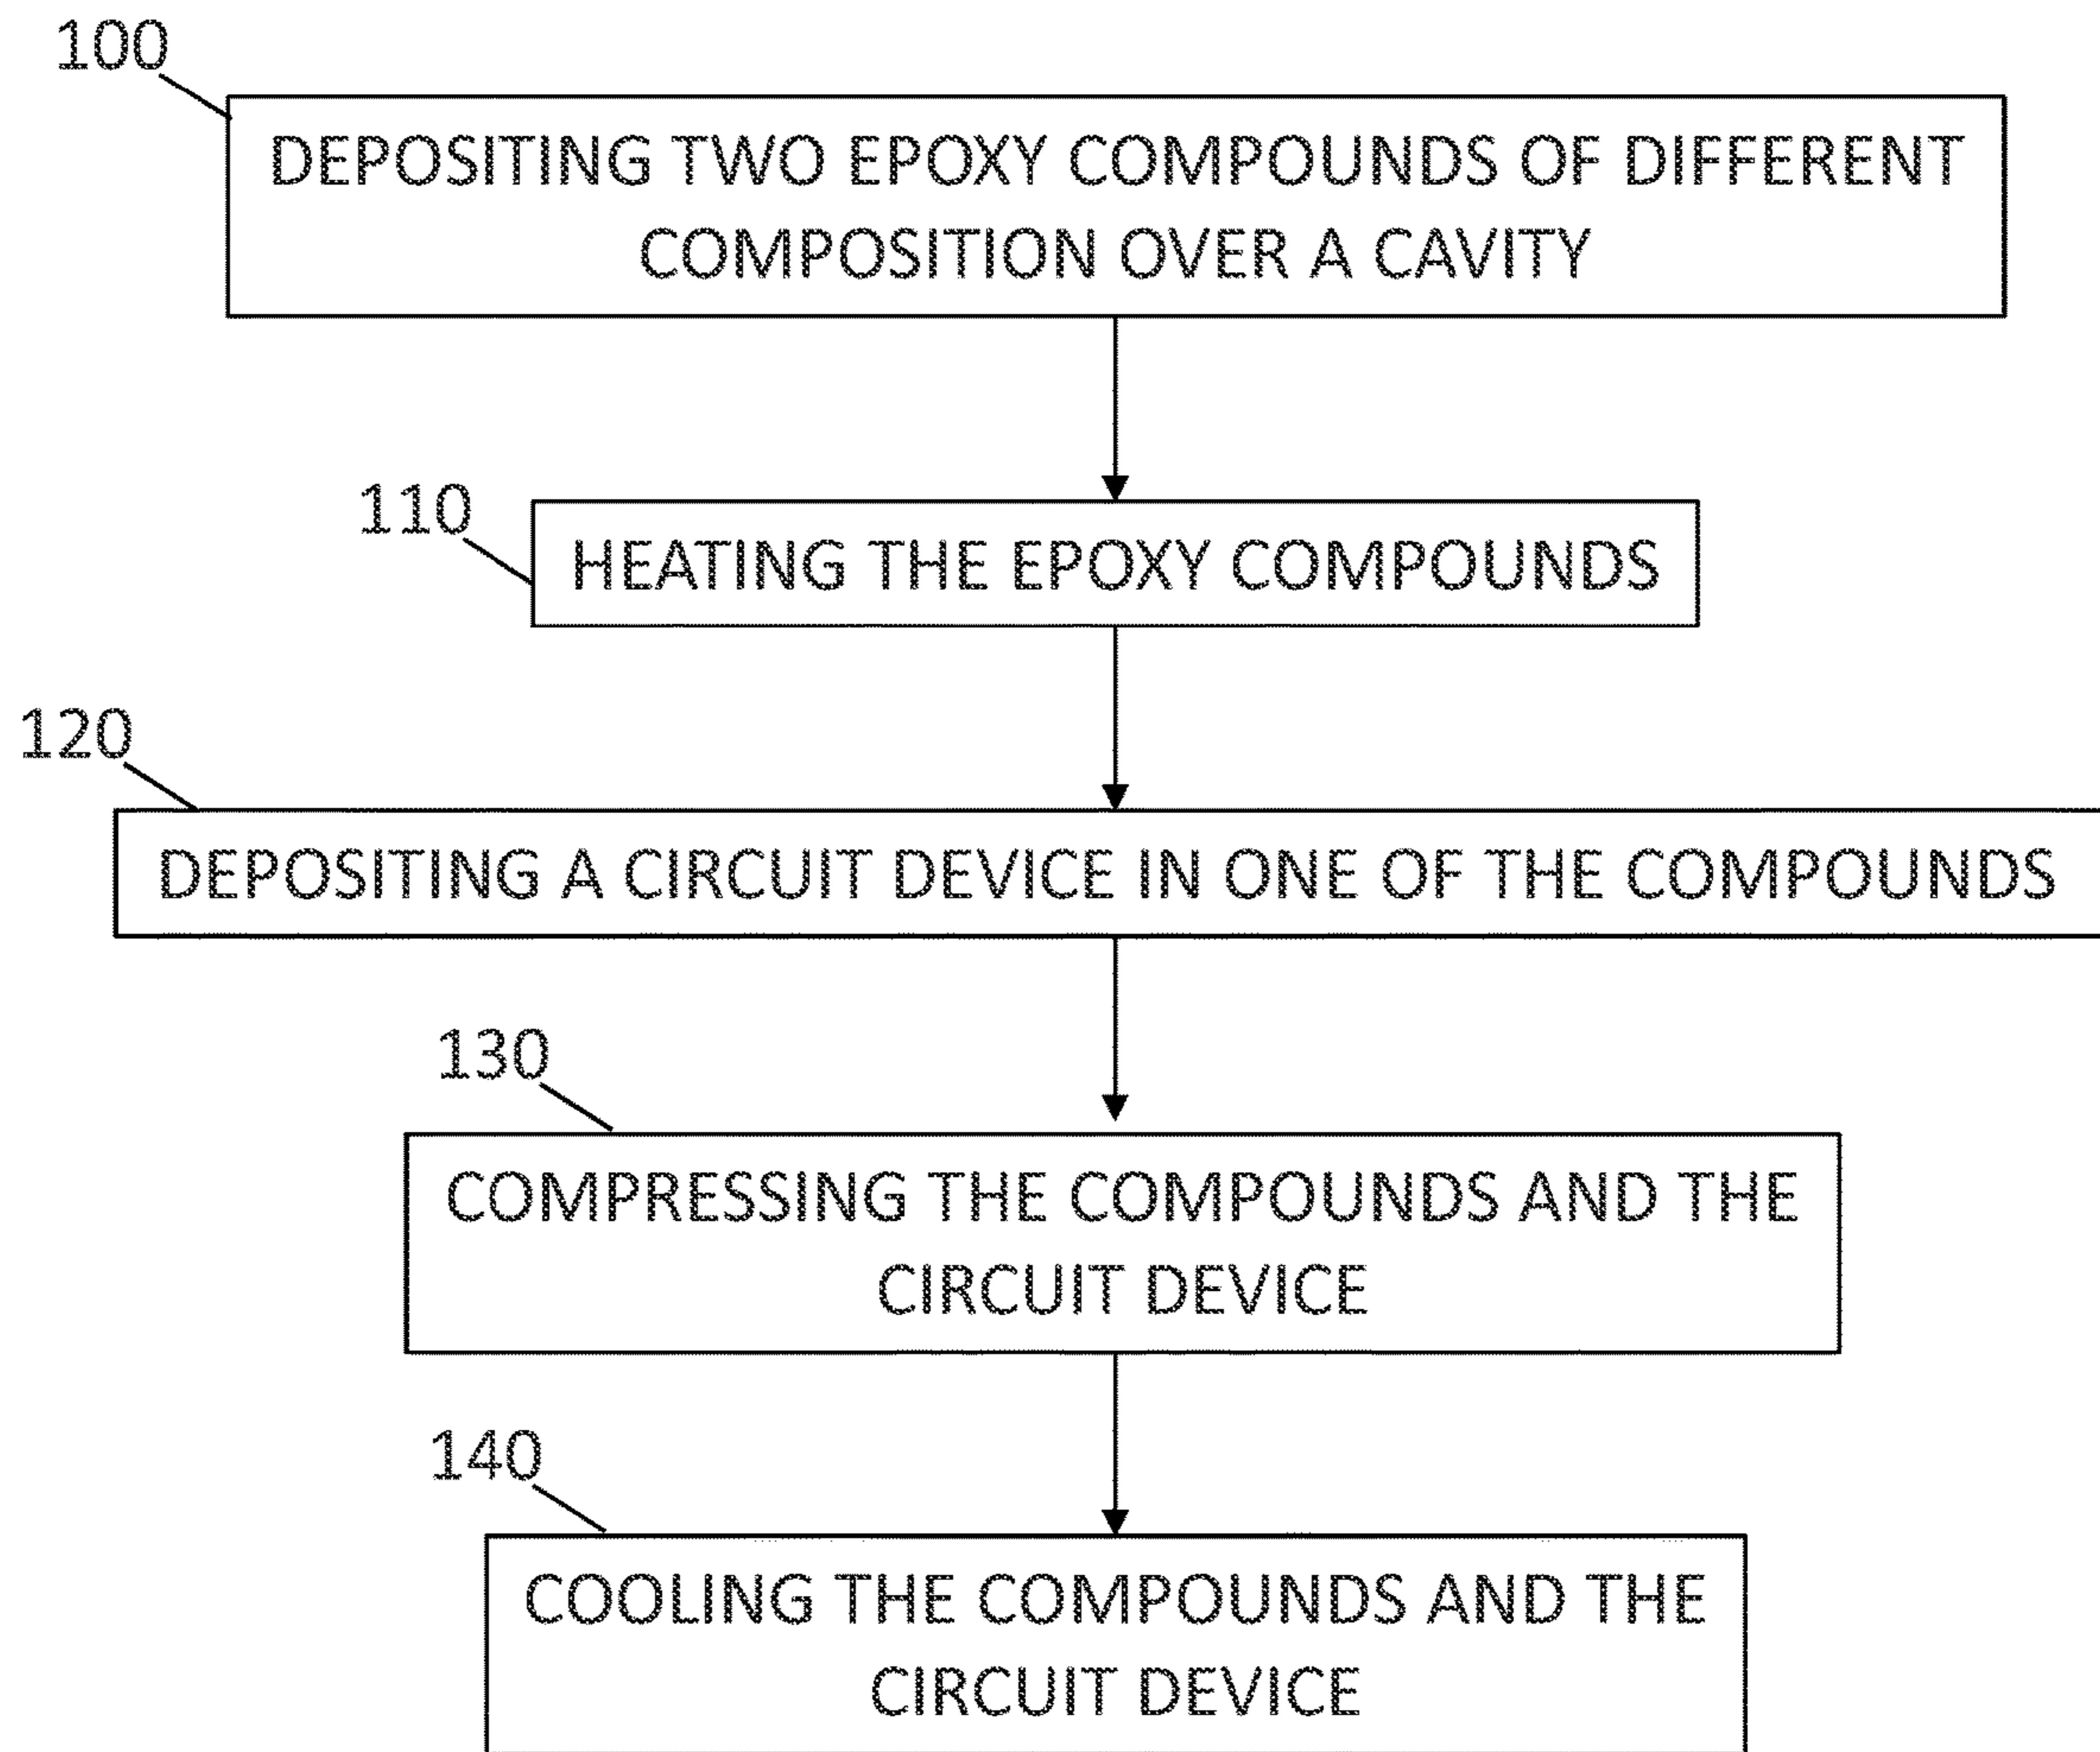 100
DEPOSITING TWO EPOXY COMPOUNDS OF DIFFERENT
COMPOSITION OVER A CAVITY
110
HEATING THE EPOXY COMPOUNDS
120
DEPOSITING A CIRCUIT DEVICE IN ONE OF THE COMPOUNDS
130
COMPRESSING THE COMPOUNDS AND THE
CIRCUIT DEVICE
140
COOLING THE COMPOUNDS AND THE
CIRCUIT DEVICE